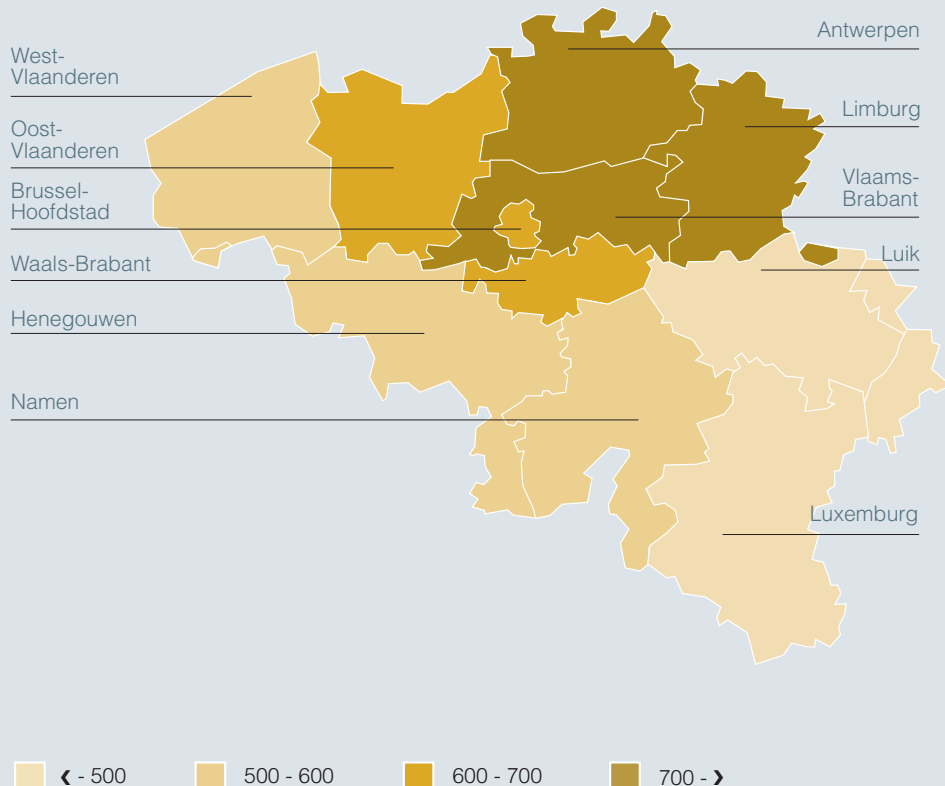 West-
Vlaanderen
Oost-
Vlaanderen
Brussel-
Hoofdstad
Waals-Brabant
Henegouwen
Namen
Antwerpen
Limburg
Vlaams-
Brabant
Luik
Luxemburg
‹ - 500
500 - 600
600 - 700
700 - ›